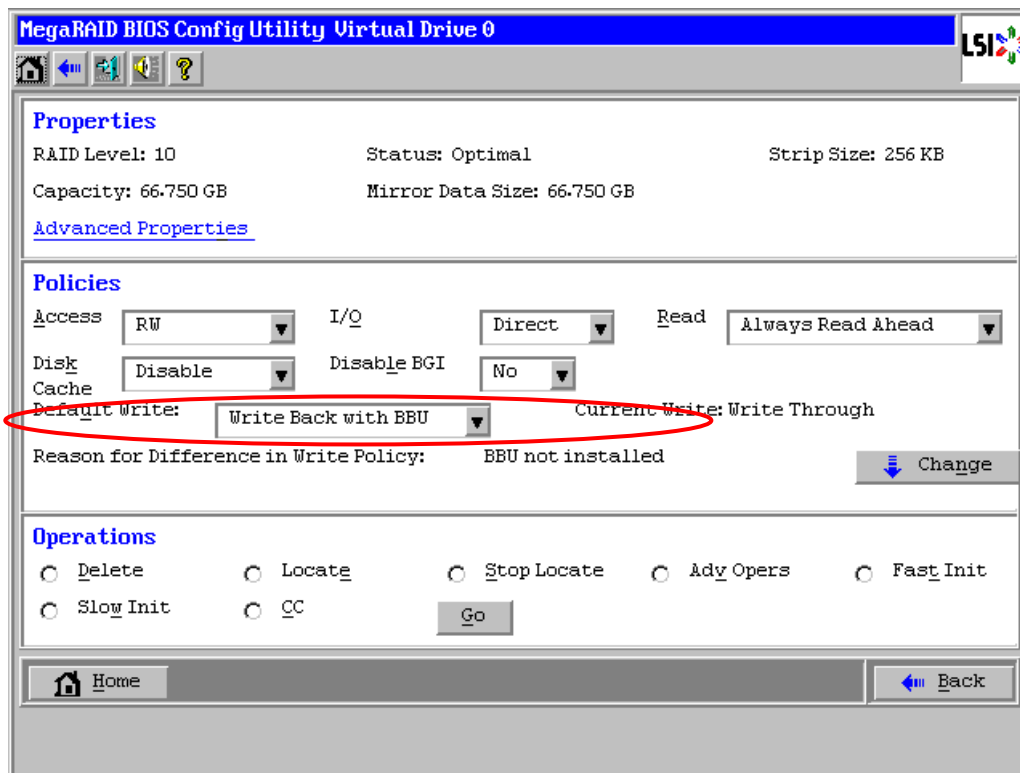 MegaRAID BIOS Config Utility Virtual Drive 0
LSI
Properties
RAID Level: 10 Status: Optimal Strip Size: 256 KB
Capacity: 66.750 GB Mirror Data Size: 66.750 GB
Advanced Properties
Policies
Access RW I/O Direct Read Always Read Ahead
Disk Cache Disable Disable BGI No
Default Write: Write Back with BBU Current Write: Write Through
Reason for Difference in Write Policy: BBU not installed
Change
Operations
Delete Locate Stop Locate Adv Opers Fast Init
Slow Init CC Go
Home Back